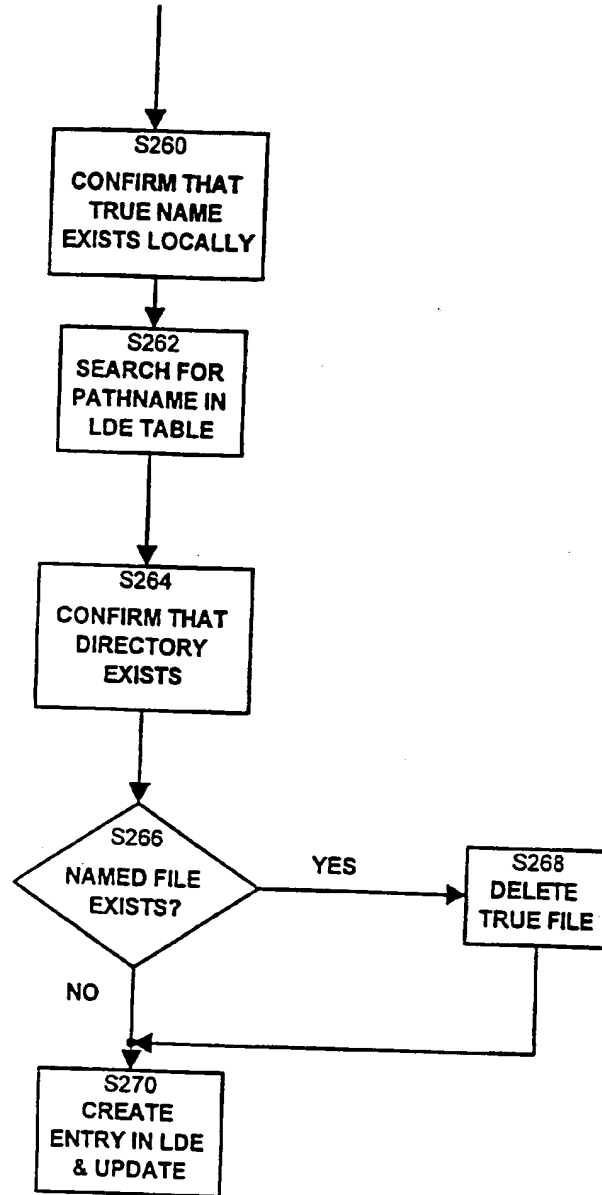 S260
CONFIRM THAT
TRUE NAME
EXISTS LOCALLY
S262
SEARCH FOR
PATHNAME IN
LDE TABLE
S264
CONFIRM THAT
DIRECTORY
EXISTS
S266
NAMED FILE
EXISTS?
YES
S268
DELETE
TRUE FILE
NO
S270
CREATE
ENTRY IN LDE
& UPDATE